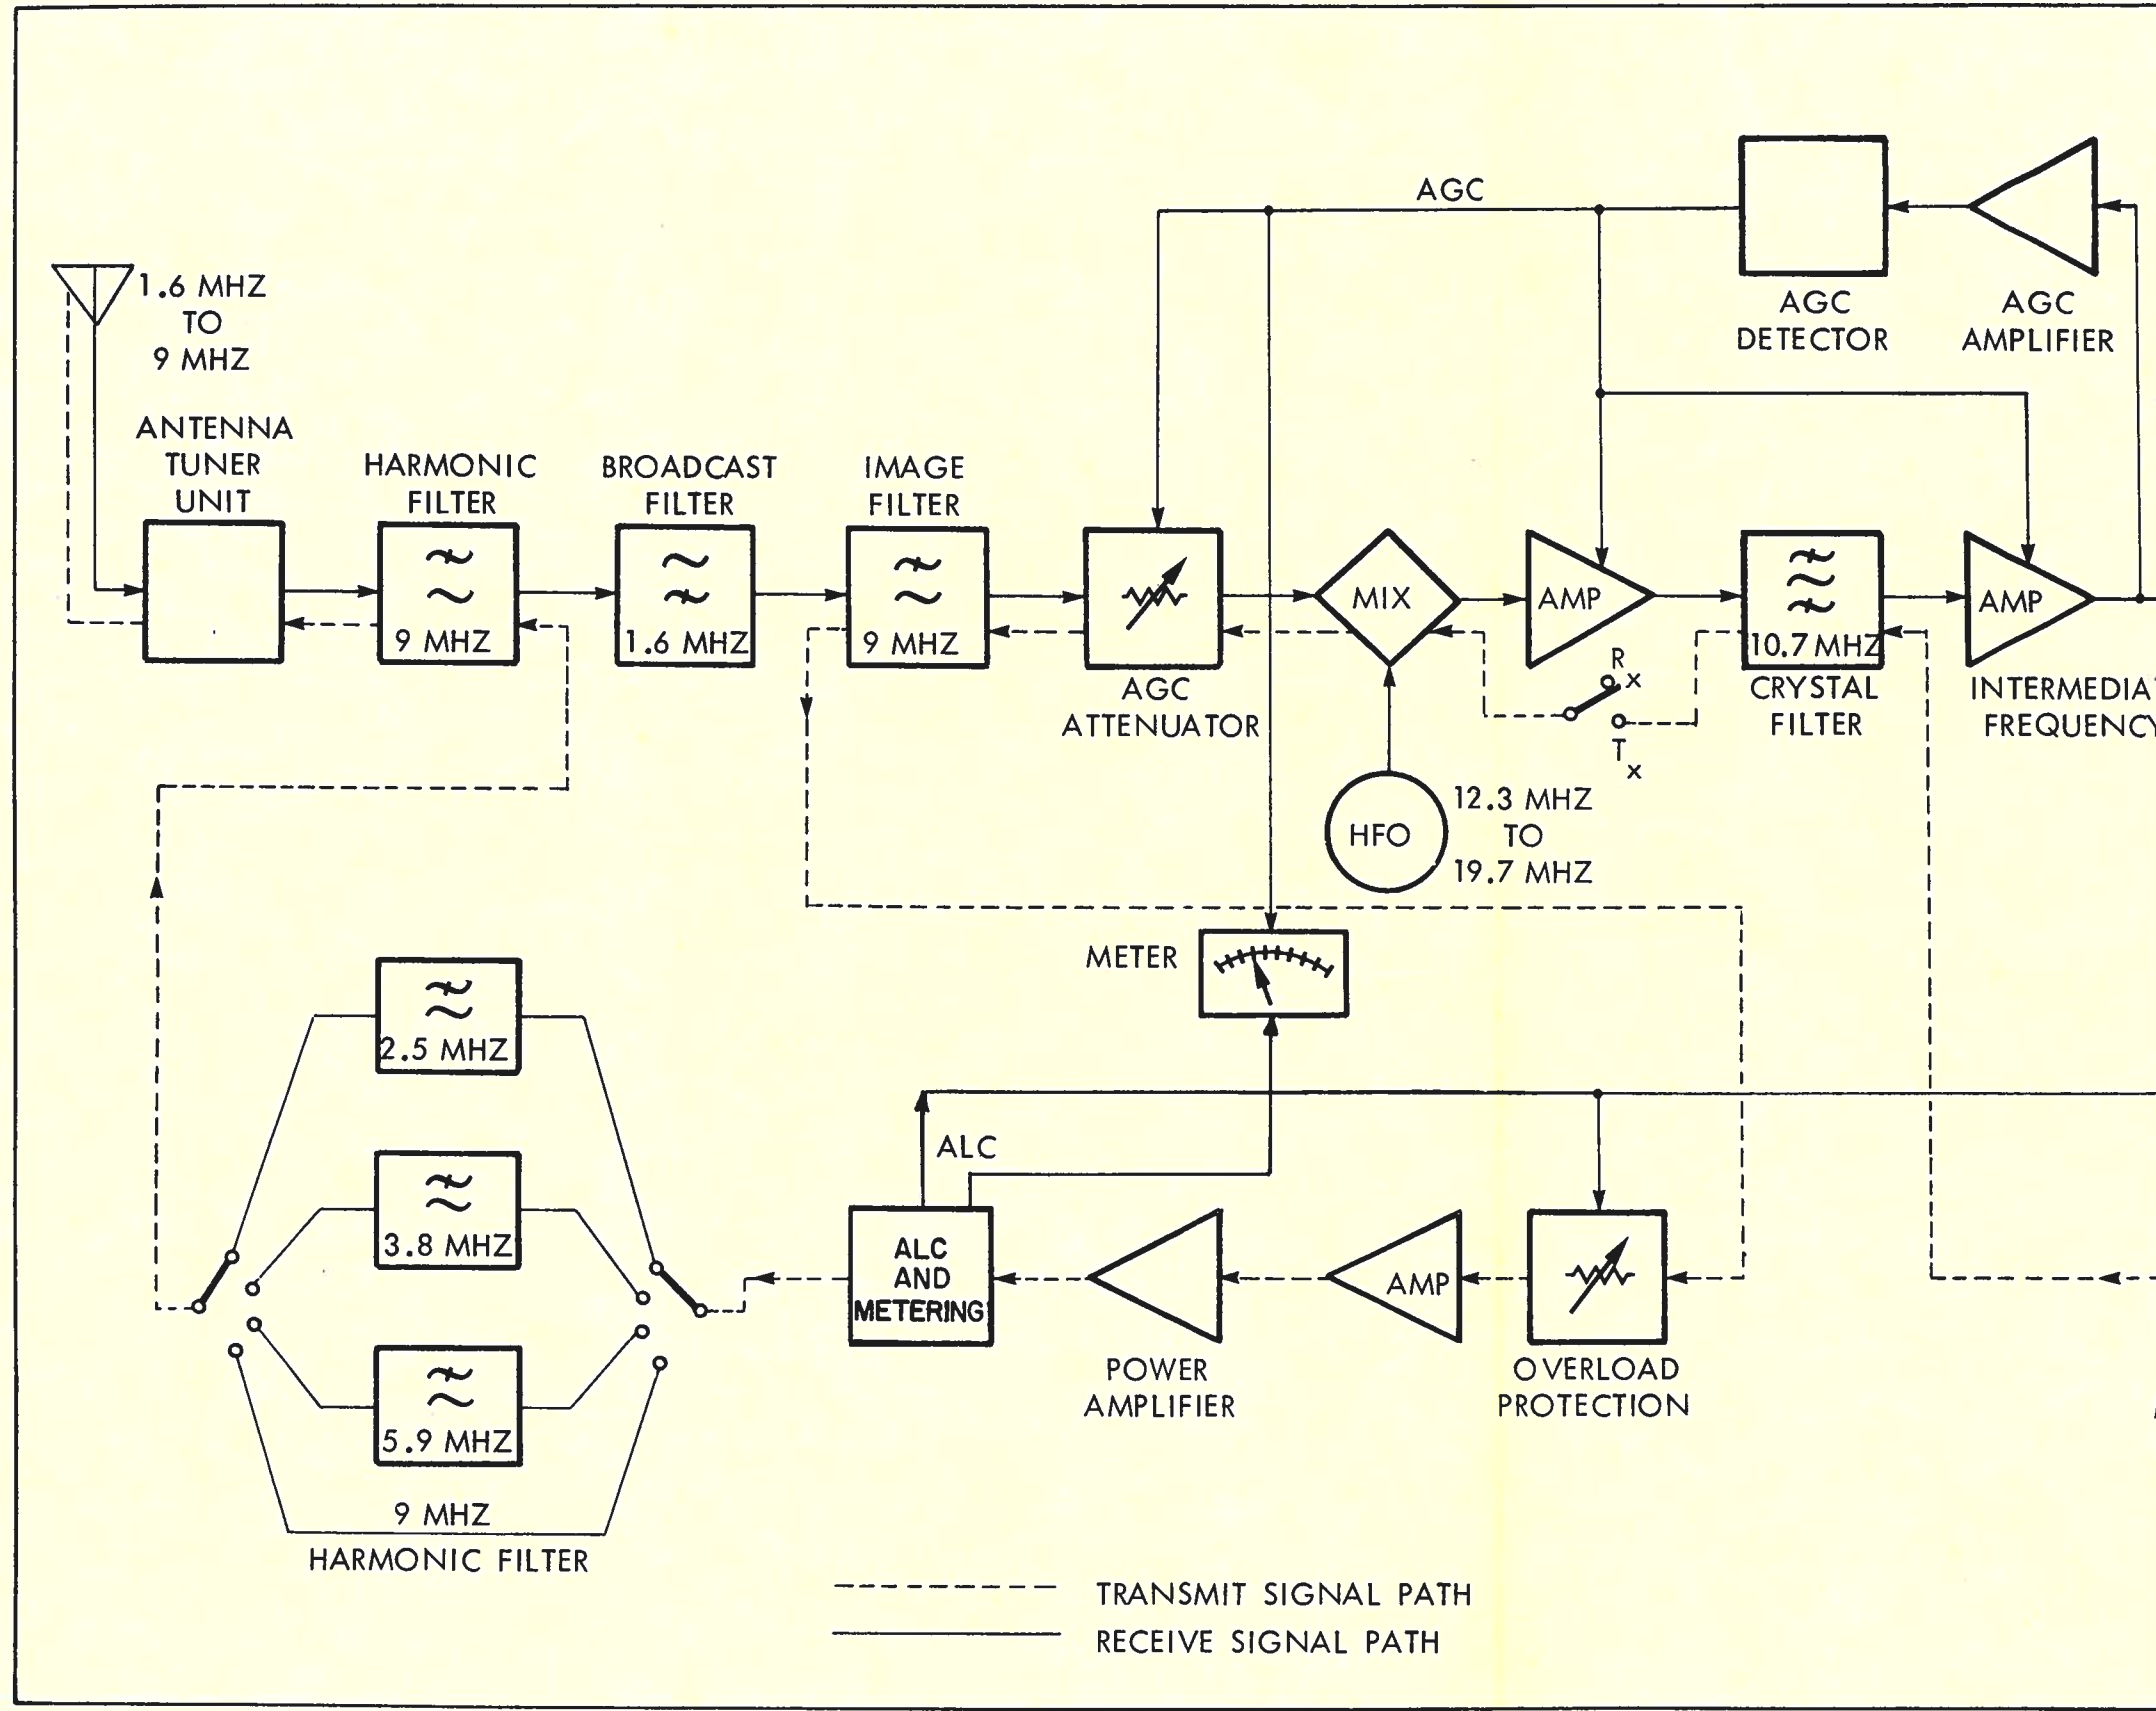 AGC
AGC
DETECTOR
AGC
AMPLIFIER
1.6 MHZ
TO
9 MHZ
ANTENNA
TUNER
UNIT
HARMONIC
FILTER
9 MHZ
BROADCAST
FILTER
1.6 MHZ
IMAGE
FILTER
9 MHZ
AGC
ATTENUATOR
MIX
AMP
R
x
T
x
10.7 MHZ
CRYSTAL
FILTER
AMP
INTERMEDIA
FREQUENCY
HFO
12.3 MHZ
TO
19.7 MHZ
METER
2.5 MHZ
3.8 MHZ
5.9 MHZ
9 MHZ
HARMONIC FILTER
ALC
ALC
AND
METERING
POWER
AMPLIFIER
AMP
OVERLOAD
PROTECTION
TRANSMIT SIGNAL PATH
RECEIVE SIGNAL PATH